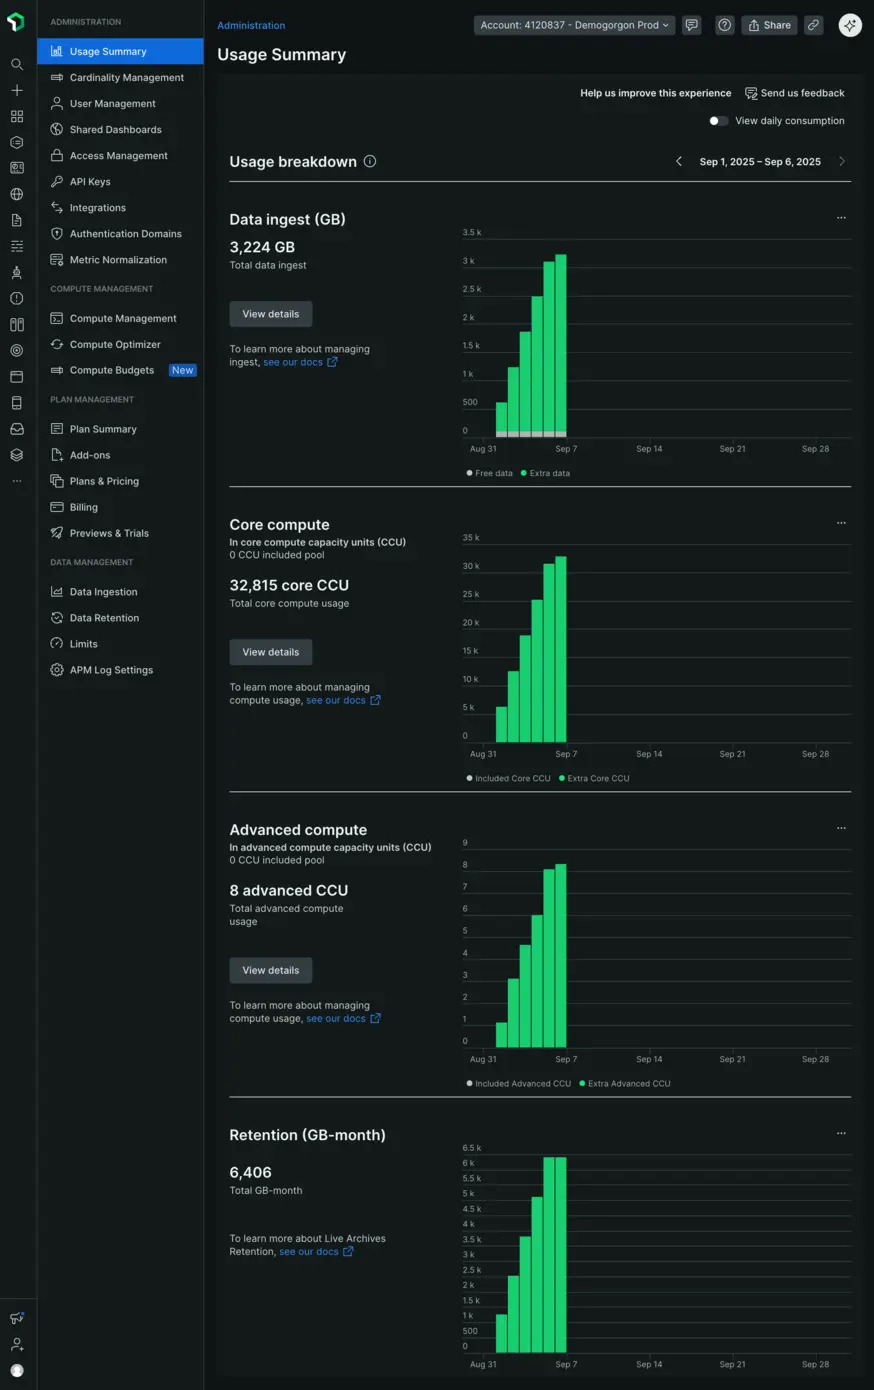 ADMINISTRATION
Usage Summary
Cardinality Management
User Management
Shared Dashboards
Access Management
API Keys
Integrations
Authentication Domains
Metric Normalization
COMPUTE MANAGEMENT
Compute Management
Compute Optimizer
Compute Budgets New
PLAN MANAGEMENT
Plan Summary
Add-ons
Plans & Pricing
Billing
Previews & Trials
DATA MANAGEMENT
Data Ingestion
Data Retention
Limits
APM Log Settings
Administration
Account: 4120837 - Demogorgon Prod
Share
Usage Summary
Help us improve this experience
Send us feedback
View daily consumption
Usage breakdown
Sep 1, 2025 – Sep 6, 2025
Data ingest (GB)
3,224 GB
Total data ingest
View details
To learn more about managing
ingest, see our docs
3.5 k
3 k
2.5 k
2 k
1.5 k
1 k
500
0
Aug 31 Sep 7 Sep 14 Sep 21 Sep 28
Free data Extra data
Core compute
In core compute capacity units (CCU)
0 CCU included pool
32,815 core CCU
Total core compute usage
View details
To learn more about managing
compute usage, see our docs
35 k
30 k
25 k
20 k
15 k
10 k
5 k
0
Aug 31 Sep 7 Sep 14 Sep 21 Sep 28
Included Core CCU Extra Core CCU
Advanced compute
In advanced compute capacity units (CCU)
0 CCU included pool
8 advanced CCU
Total advanced compute
usage
View details
To learn more about managing
compute usage, see our docs
9
8
7
6
5
4
3
2
1
0
Aug 31 Sep 7 Sep 14 Sep 21 Sep 28
Included Advanced CCU Extra Advanced CCU
Retention (GB-month)
6,406
Total GB-month
To learn more about Live Archives
Retention, see our docs
6.5 k
6 k
5.5 k
5 k
4.5 k
4 k
3.5 k
3 k
2.5 k
2 k
1.5 k
1 k
500
0
Aug 31 Sep 7 Sep 14 Sep 21 Sep 28